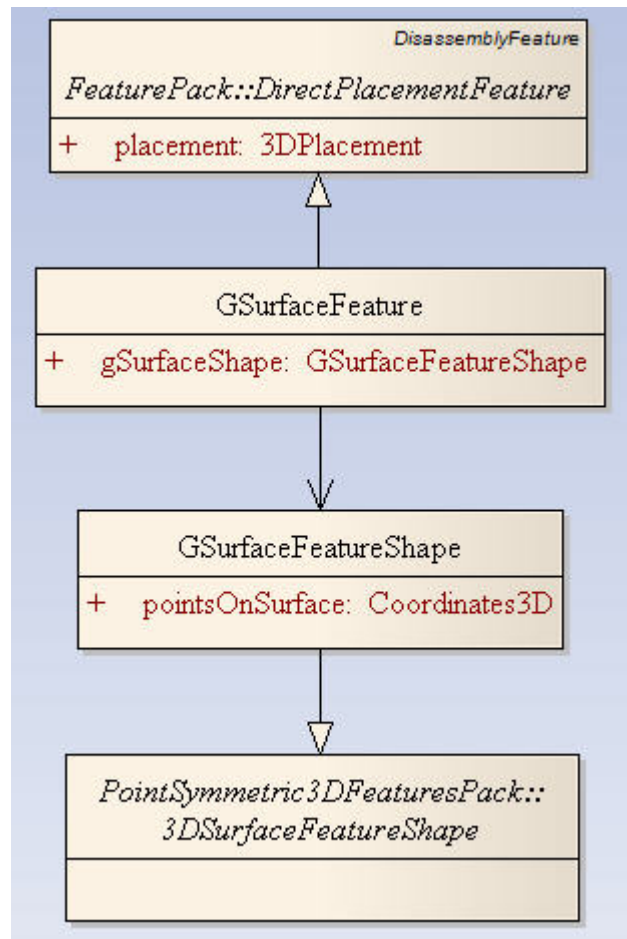 DisassemblyFeature
FeaturePack::DirectPlacementFeature
+ placement: 3DPlacement
GSurfaceFeature
+ gSurfaceShape: GSurfaceFeatureShape
GSurfaceFeatureShape
+ pointsOnSurface: Coordinates3D
PointSymmetric3DFeaturesPack::
3DSurfaceFeatureShape